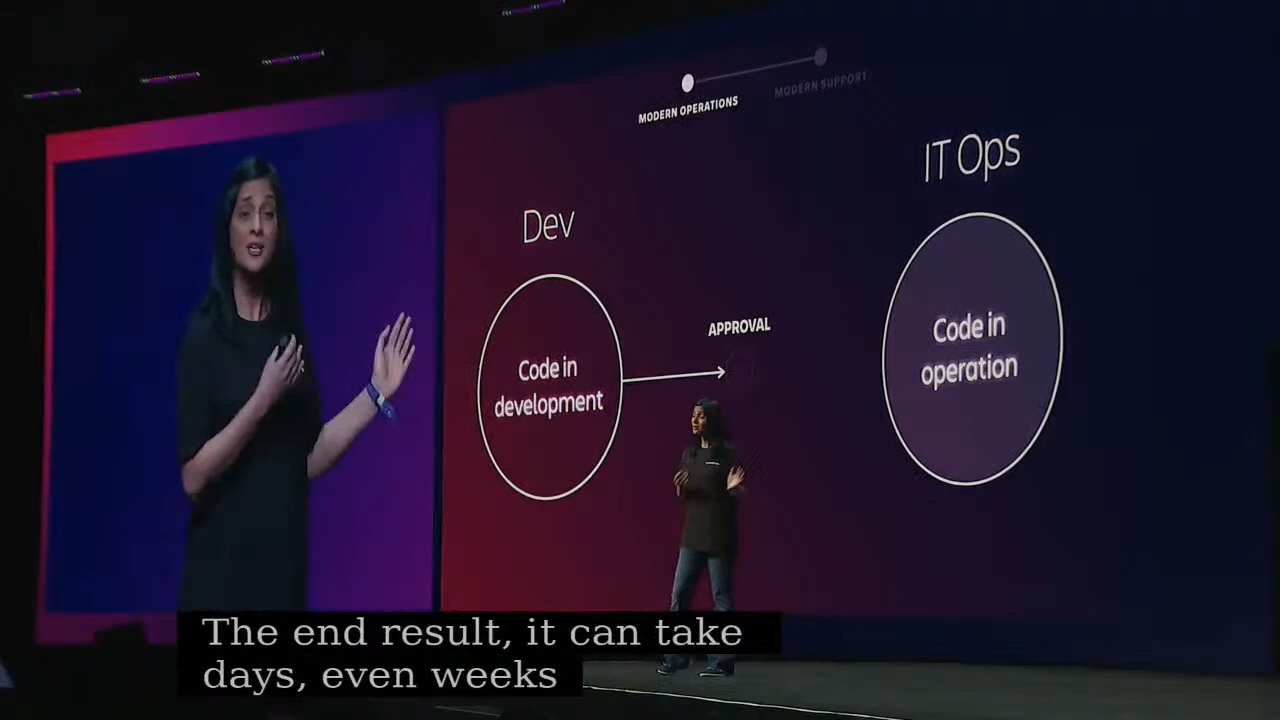 MODERN OPERATIONS
MODERN SUPPORT
Dev
IT Ops
Code in
development
APPROVAL
Code in
operation
The end result, it can take
days, even weeks